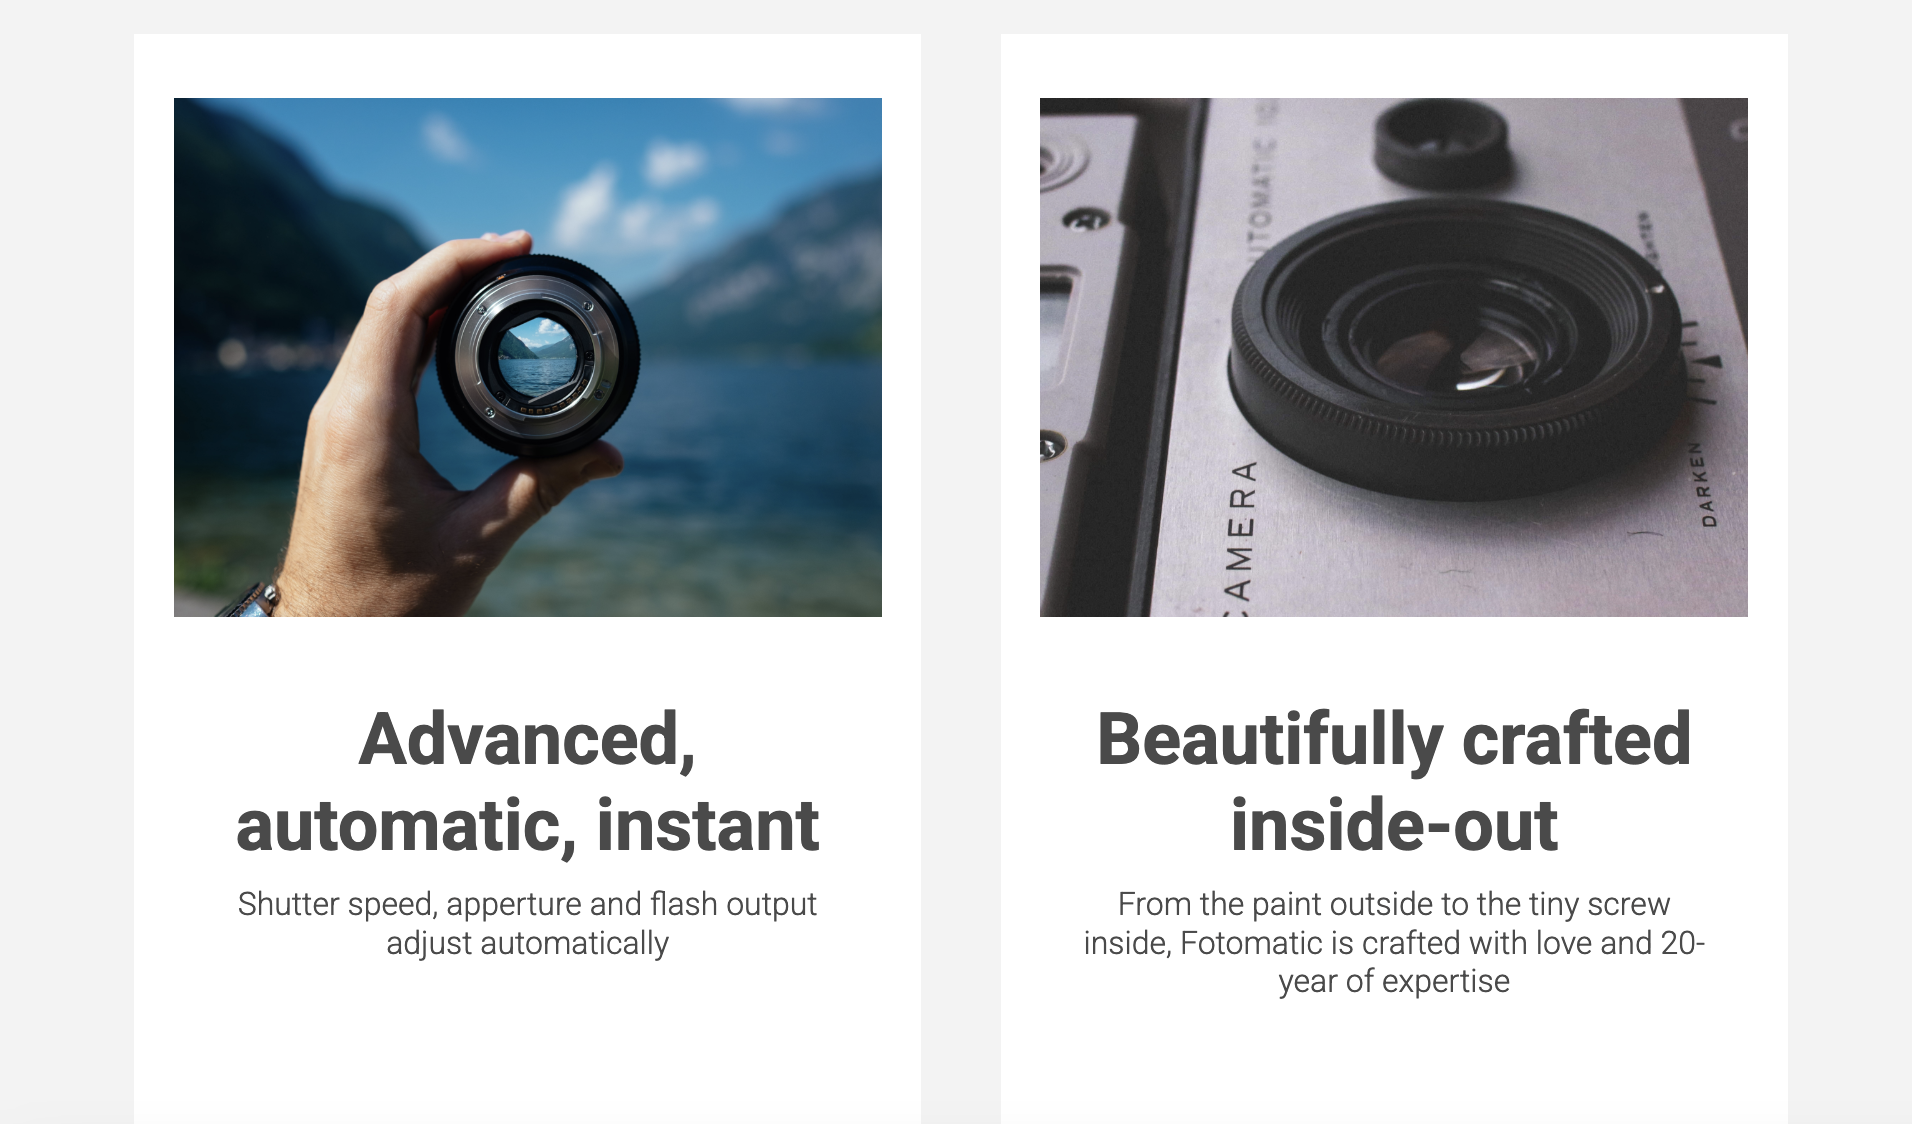 Advanced,
automatic, instant
Shutter speed, apperture and flash output
adjust automatically
CAMERA
DARKEN
Beautifully crafted
inside-out
From the paint outside to the tiny screw
inside, Fotomatic is crafted with love and 20-
year of expertise